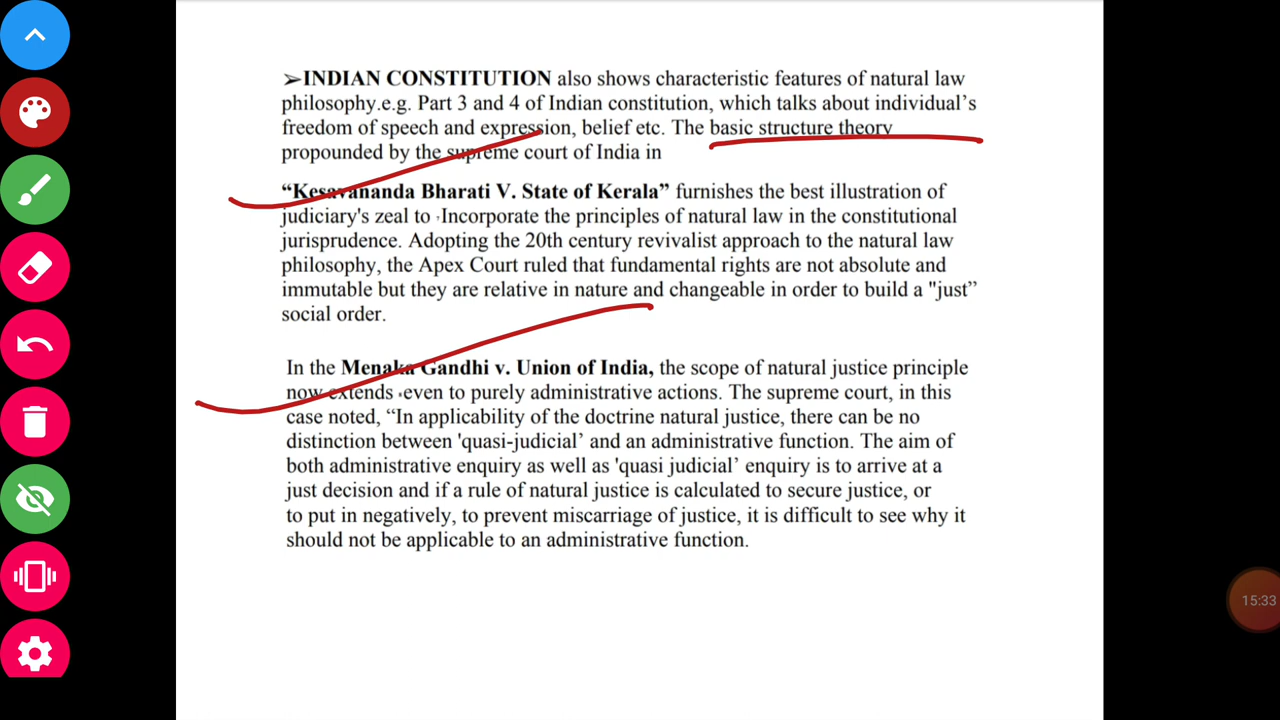 ➢INDIAN CONSTITUTION also shows characteristic features of natural law
philosophy.e.g. Part 3 and 4 of Indian constitution, which talks about individual’s
freedom of speech and expression, belief etc. The basic structure theory
propounded by the supreme court of India in
“Kesavananda Bharati V. State of Kerala” furnishes the best illustration of
judiciary's zeal to Incorporate the principles of natural law in the constitutional
jurisprudence. Adopting the 20th century revivalist approach to the natural law
philosophy, the Apex Court ruled that fundamental rights are not absolute and
immutable but they are relative in nature and changeable in order to build a "just”
social order.
In the Menaka Gandhi v. Union of India, the scope of natural justice principle
now extends even to purely administrative actions. The supreme court, in this
case noted, “In applicability of the doctrine natural justice, there can be no
distinction between 'quasi-judicial’ and an administrative function. The aim of
both administrative enquiry as well as 'quasi judicial’ enquiry is to arrive at a
just decision and if a rule of natural justice is calculated to secure justice, or
to put in negatively, to prevent miscarriage of justice, it is difficult to see why it
should not be applicable to an administrative function.
15:33